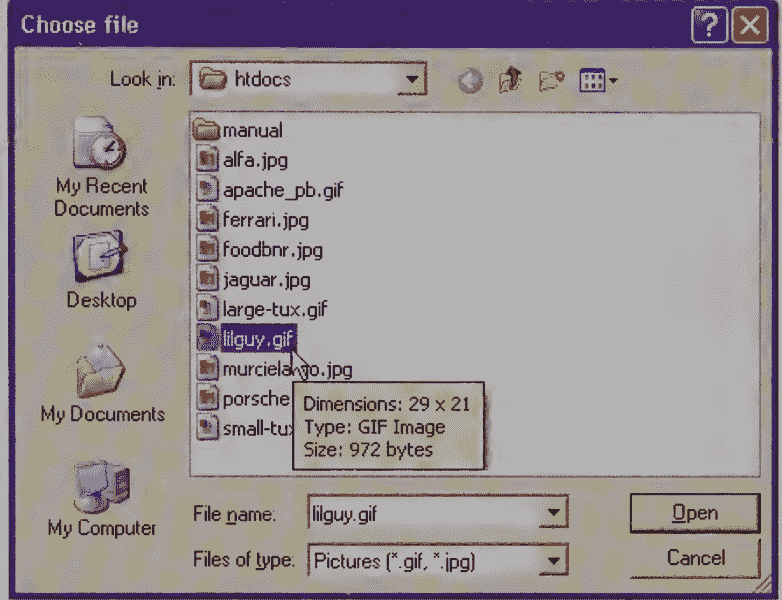 Choose file
Look in:
htdocs
My Recent
Documents
Desktop
My Documents
My Computer
manual
alfa.jpg
apache_pb.gif
ferrari.jpg
foodbnr.jpg
jaguar.jpg
large-tux.gif
lilguy.gif
porsche
small-tux
Dimensions: 29 x 21
Type: GIF Image
Size: 972 bytes
File name:
lilguy.gif
Open
Files of type:
Pictures (*.gif, *.jpg)
Cancel